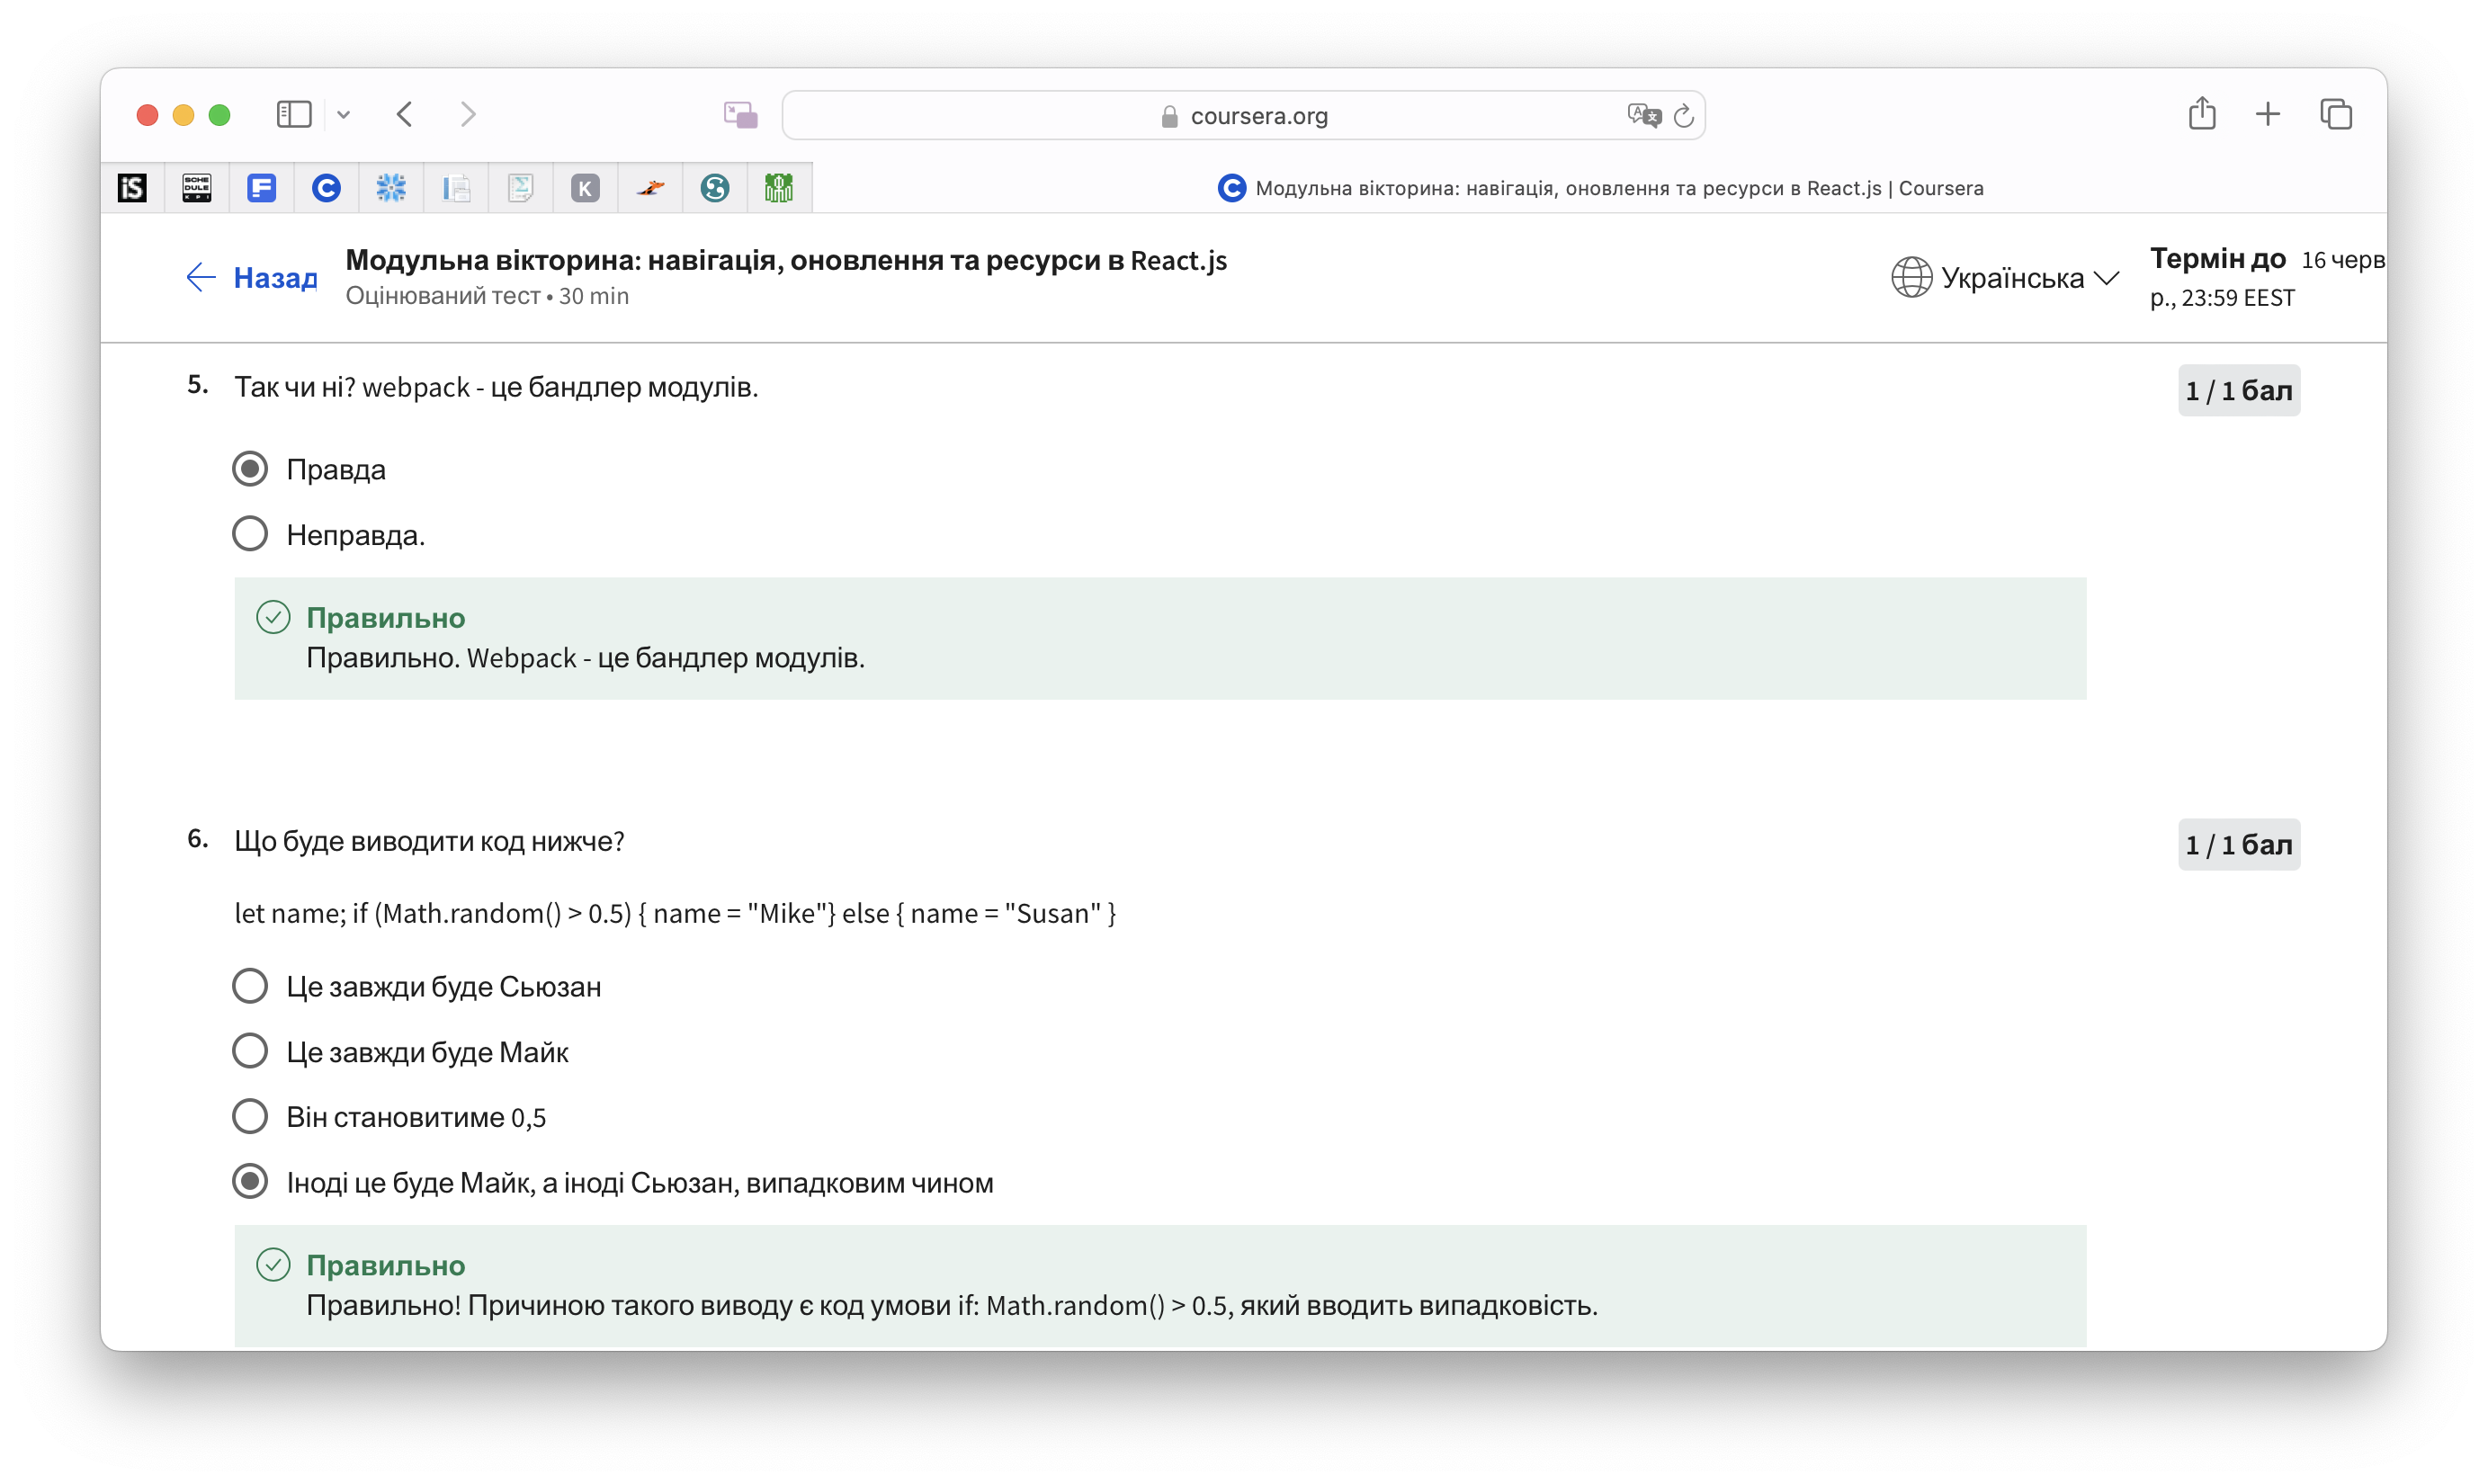 coursera.org
iS
SCHE
DULE
KPI
K
Модульна вікторина: навігація, оновлення та ресурси в React.js | Coursera
Назад
Модульна вікторина: навігація, оновлення та ресурси в React.js
Оцінюваний тест • 30 min
Українська
Термін до 16 черв
р., 23:59 EEST
5. Так чи ні? webpack - це бандлер модулів.
1 / 1 бал
Правда
Неправда.
Правильно
Правильно. Webpack - це бандлер модулів.
6. Що буде виводити код нижче?
1 / 1 бал
let name; if (Math.random() > 0.5) { name = "Mike"} else { name = "Susan" }
Це завжди буде Сьюзан
Це завжди буде Майк
Він становитиме 0,5
Іноді це буде Майк, а іноді Сьюзан, випадковим чином
Правильно
Правильно! Причиною такого виводу є код умови if: Math.random() > 0.5, який вводить випадковість.